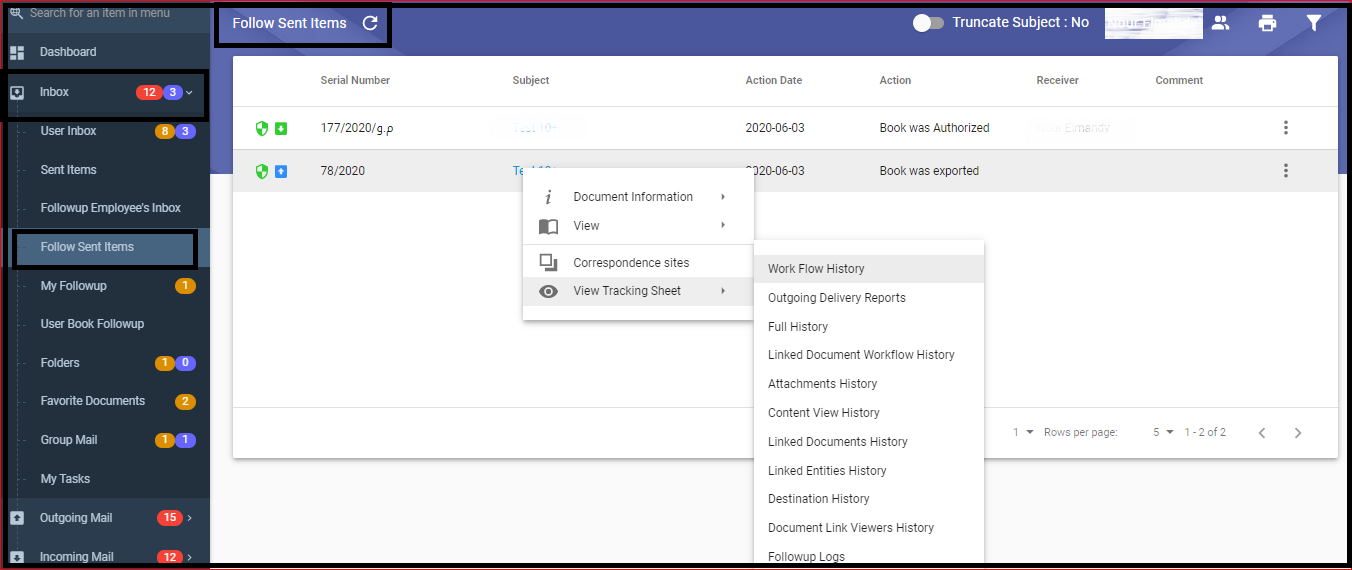 Search for an item in menu
Dashboard
Inbox 12 3
User Inbox 8 3
Sent Items
Followup Employee's Inbox
Follow Sent Items
My Followup 1
User Book Followup
Folders 1 0
Favorite Documents 2
Group Mail 1 1
My Tasks
Outgoing Mail 15
Incoming Mail 12
Follow Sent Items
Truncate Subject : No
Serial Number Subject Action Date Action Receiver Comment
177/2020/و.م Test 10+ 2020-06-03 Book was Authorized
78/2020 2020-06-03 Book was exported
Document Information
View
Correspondence sites
View Tracking Sheet
Work Flow History
Outgoing Delivery Reports
Full History
Linked Document Workflow History
Attachments History
Content View History
Linked Documents History
Linked Entities History
Destination History
Document Link Viewers History
Followup Logs
1 Rows per page: 5 1 - 2 of 2